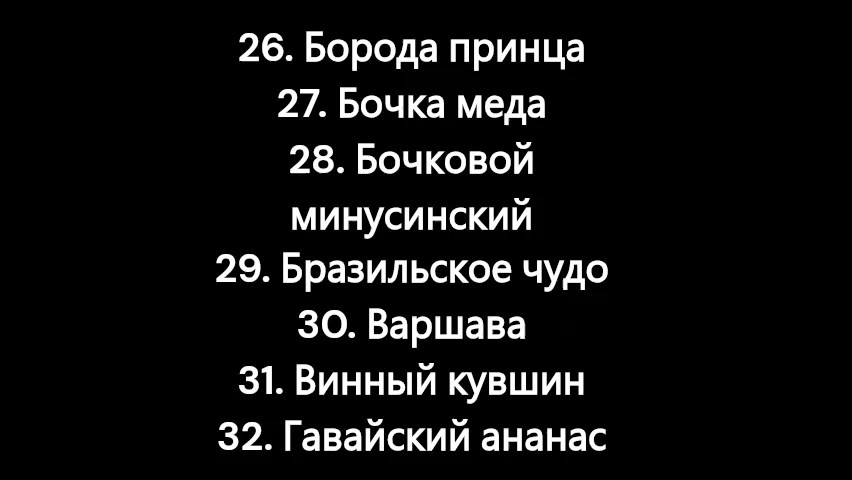 26. Борода принца
27. Бочка меда
28. Бочковой
минусинский
29. Бразильское чудо
30. Варшава
31. Винный кувшин
32. Гавайский ананас